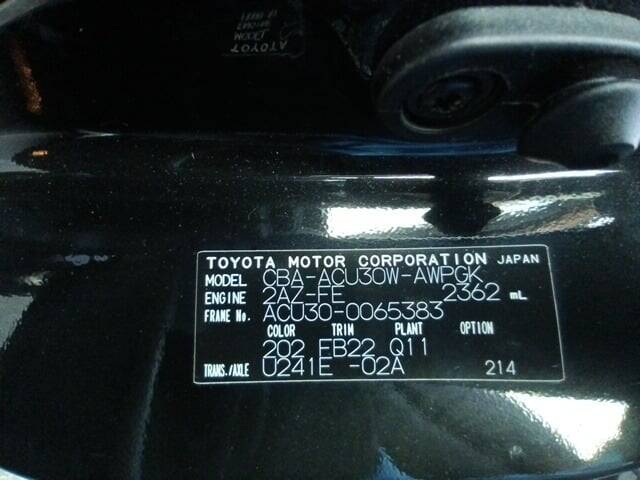 TOYOTA MOTOR CORPORATION JAPAN
MODEL CBA-ACU30W-AWPGK
ENGINE 2AZ-FE 2362 mL
FRAME No. ACU30-0065383
COLOR TRIM PLANT OPTION
202 FB22 Q11
TRANS./AXLE U241E -02A 214